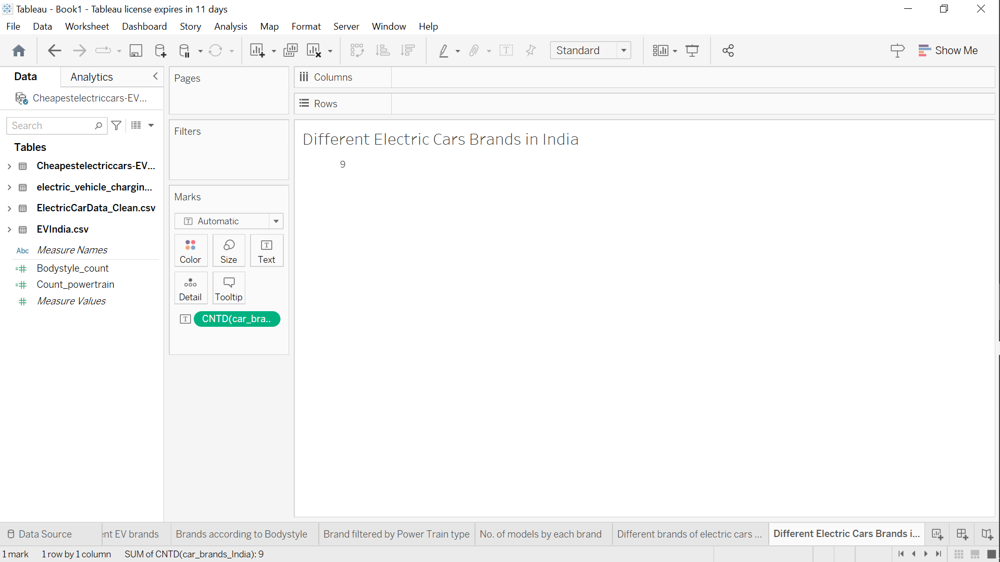 Tableau - Book1 - Tableau license expires in 11 days
File Data Worksheet Dashboard Story Analysis Map Format Server Window Help
Standard
Show Me
Data
Analytics
Cheapestelectriccars-EV...
Search
Tables
Cheapestelectriccars-EV...
electric_vehicle_chargin...
ElectricCarData_Clean.csv
EVIndia.csv
Abc Measure Names
Bodystyle_count
Count_powertrain
Measure Values
Pages
Filters
Marks
Automatic
Color Size Text
Detail Tooltip
CNTD(car_bra..
Columns
Rows
Different Electric Cars Brands in India
9
Data Source
nt EV brands
Brands according to Bodystyle
Brand filtered by Power Train type
No. of models by each brand
Different brands of electric cars ...
Different Electric Cars Brands i...
1 mark 1 row by 1 column SUM of CNTD(car_brands_India): 9